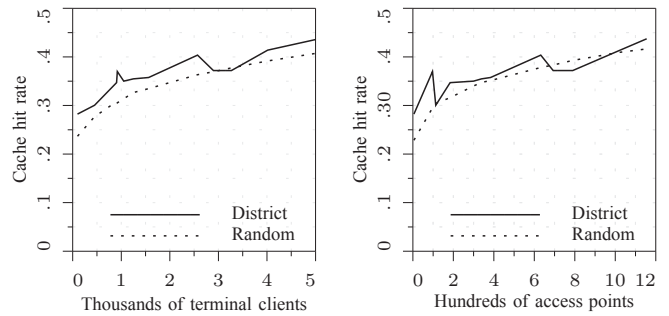 .5
.4
.30
.2
.1
0
Cache hit rate
District
Random
0 1 2 3 4 5
Thousands of terminal clients
.5
.4
.30
.2
.1
0
Cache hit rate
District
Random
0 2 4 6 8 10 12
Hundreds of access points